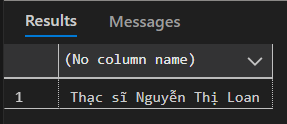 Results Messages
(No column name)
1 Thạc sĩ Nguyễn Thị Loan